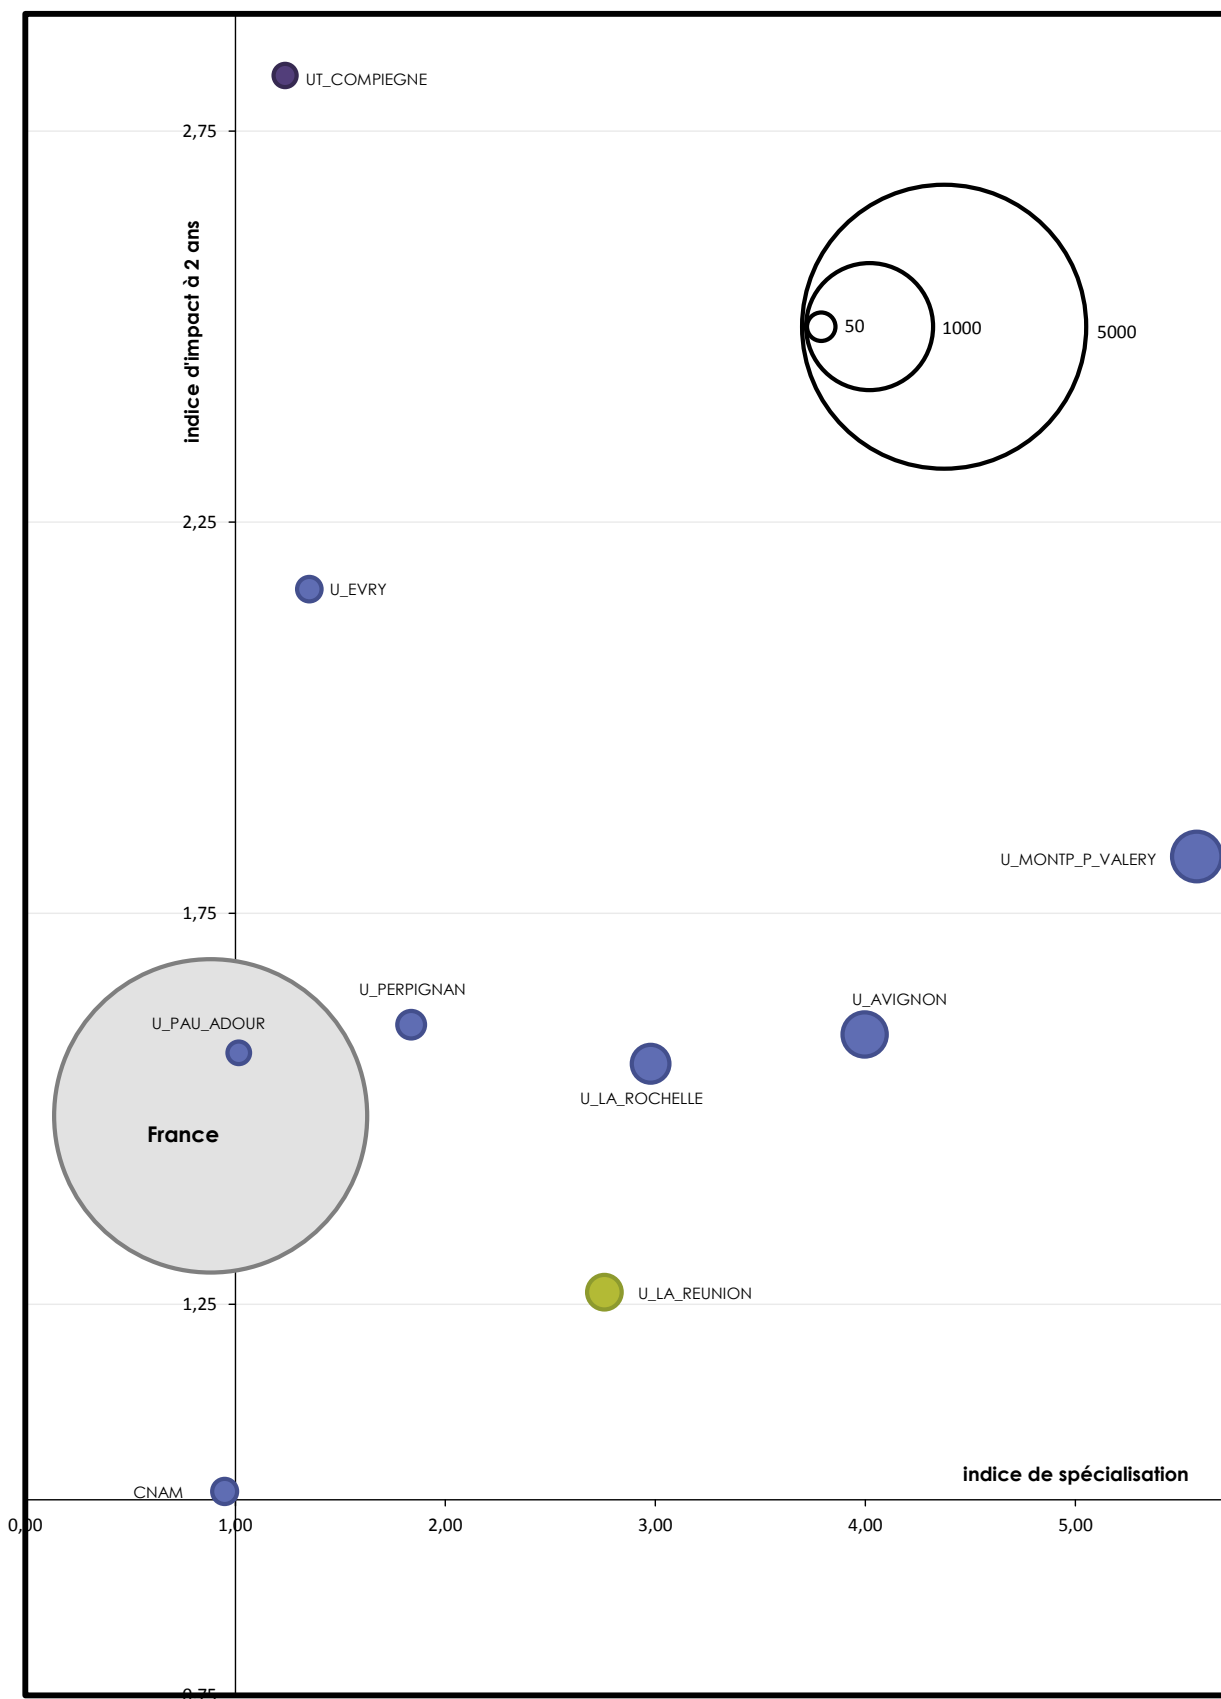 UT_COMPIEGNE
2,75
indice d'impact à 2 ans
50
1000
5000
2,25
U_EVRY
U_MONTP_P_VALERY
1,75
U_PERPIGNAN
U_AVIGNON
U_PAU_ADOUR
U_LA_ROCHELLE
France
U_LA_REUNION
1,25
indice de spécialisation
CNAM
0,00
1,00
2,00
3,00
4,00
5,00
0,75